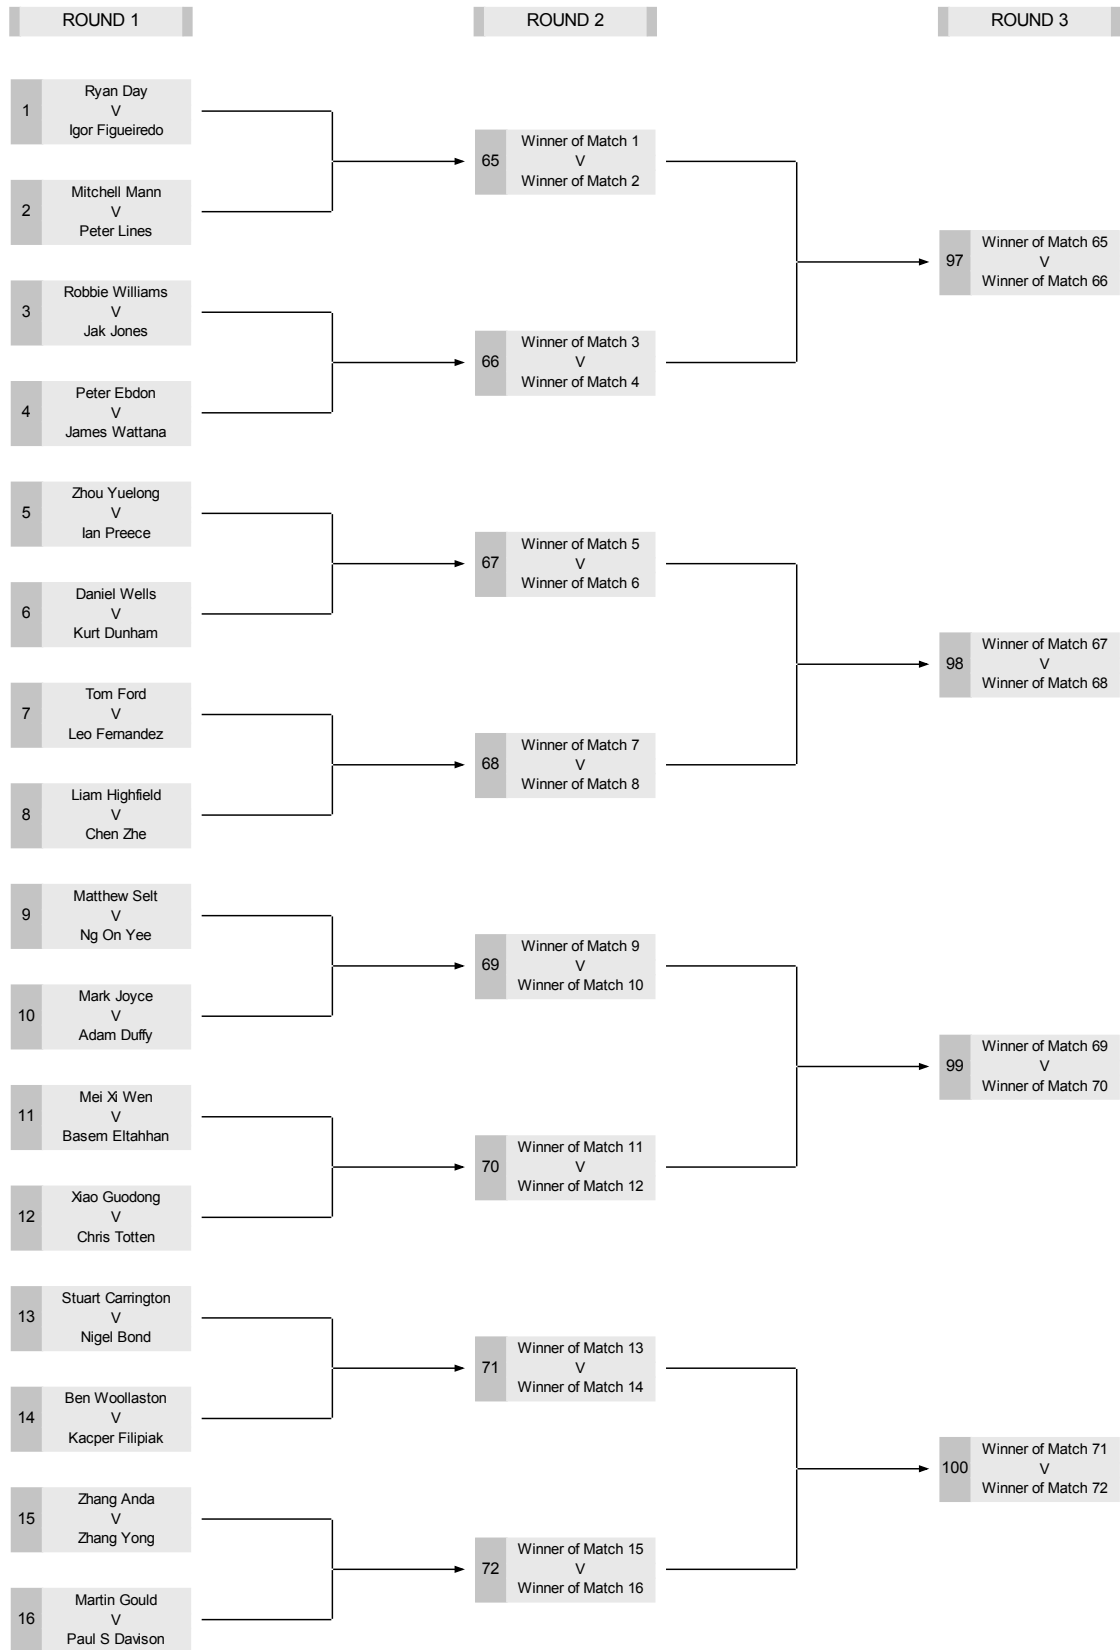 ROUND 1
ROUND 2
ROUND 3
1
Ryan Day
V
Igor Figueiredo
2
Mitchell Mann
V
Peter Lines
3
Robbie Williams
V
Jak Jones
4
Peter Ebdon
V
James Wattana
5
Zhou Yuelong
V
Ian Preece
6
Daniel Wells
V
Kurt Dunham
7
Tom Ford
V
Leo Fernandez
8
Liam Highfield
V
Chen Zhe
9
Matthew Selt
V
Ng On Yee
10
Mark Joyce
V
Adam Duffy
11
Mei Xi Wen
V
Basem Eltahhan
12
Xiao Guodong
V
Chris Totten
13
Stuart Carrington
V
Nigel Bond
14
Ben Woollaston
V
Kacper Filipiak
15
Zhang Anda
V
Zhang Yong
16
Martin Gould
V
Paul S Davison
65
Winner of Match 1
V
Winner of Match 2
66
Winner of Match 3
V
Winner of Match 4
67
Winner of Match 5
V
Winner of Match 6
68
Winner of Match 7
V
Winner of Match 8
69
Winner of Match 9
V
Winner of Match 10
70
Winner of Match 11
V
Winner of Match 12
71
Winner of Match 13
V
Winner of Match 14
72
Winner of Match 15
V
Winner of Match 16
97
Winner of Match 65
V
Winner of Match 66
98
Winner of Match 67
V
Winner of Match 68
99
Winner of Match 69
V
Winner of Match 70
100
Winner of Match 71
V
Winner of Match 72